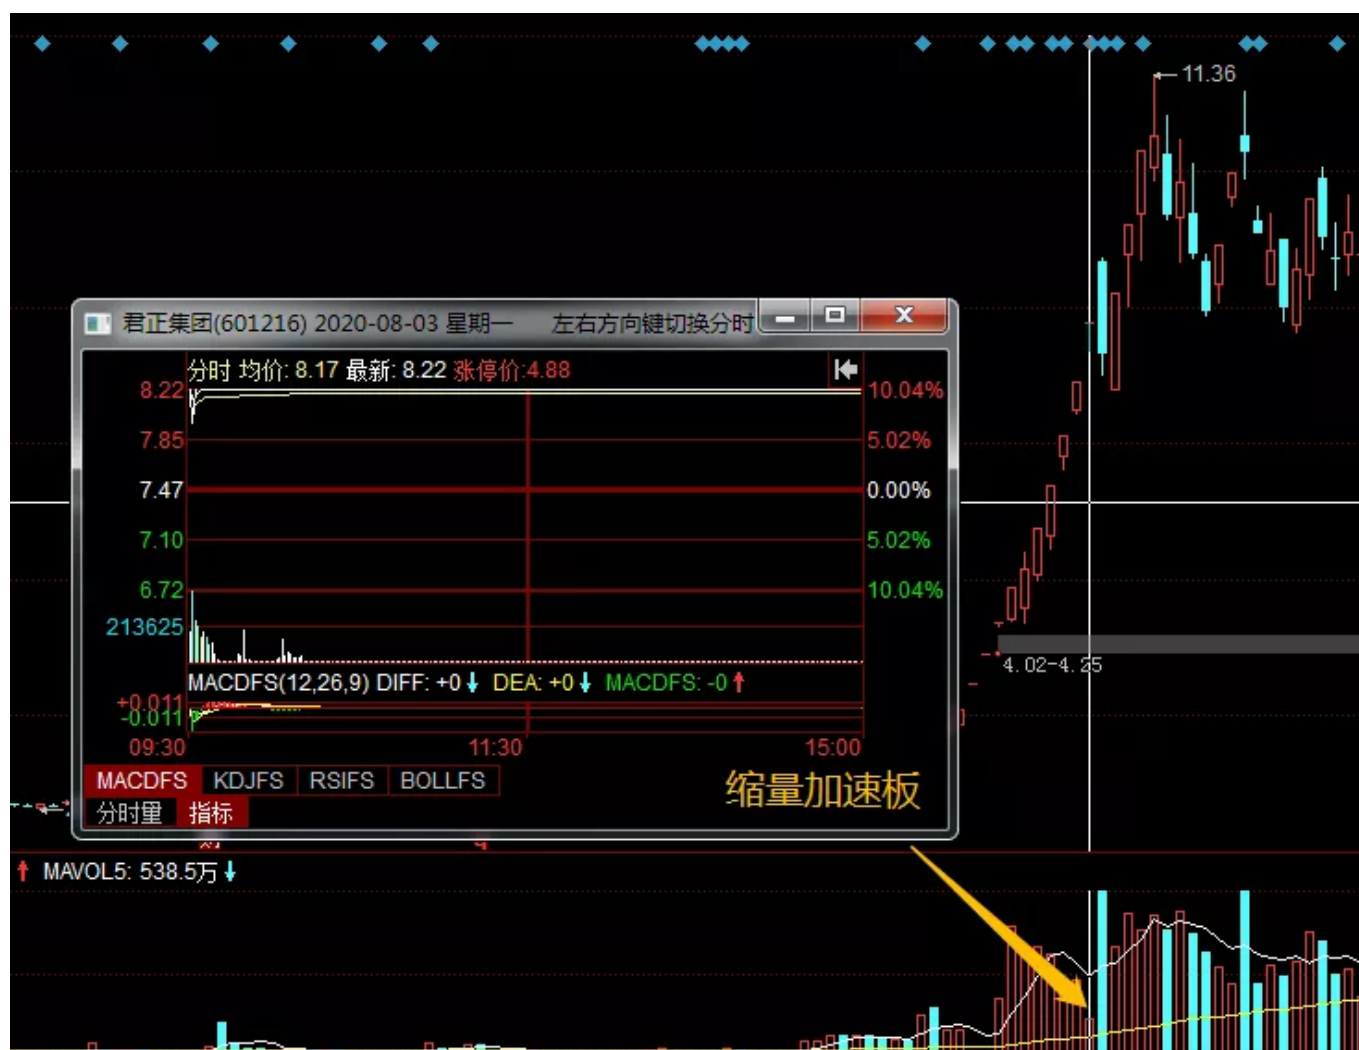 11.36
君正集团(601216) 2020-08-03 星期一 左右方向键切换分时
分时 均价: 8.17 最新: 8.22 涨停价:4.88
8.22 10.04%
7.85 5.02%
7.47 0.00%
7.10 5.02%
6.72 10.04%
213625
4.02-4.25
MACDFS(12,26,9) DIFF: +0 DEA: +0 MACDFS: -0
+0.011
-0.011
09:30 11:30 15:00
MACDFS KDJFS RSIFS BOLLFS
缩量加速板
分时量 指标
MAVOL5: 538.5万